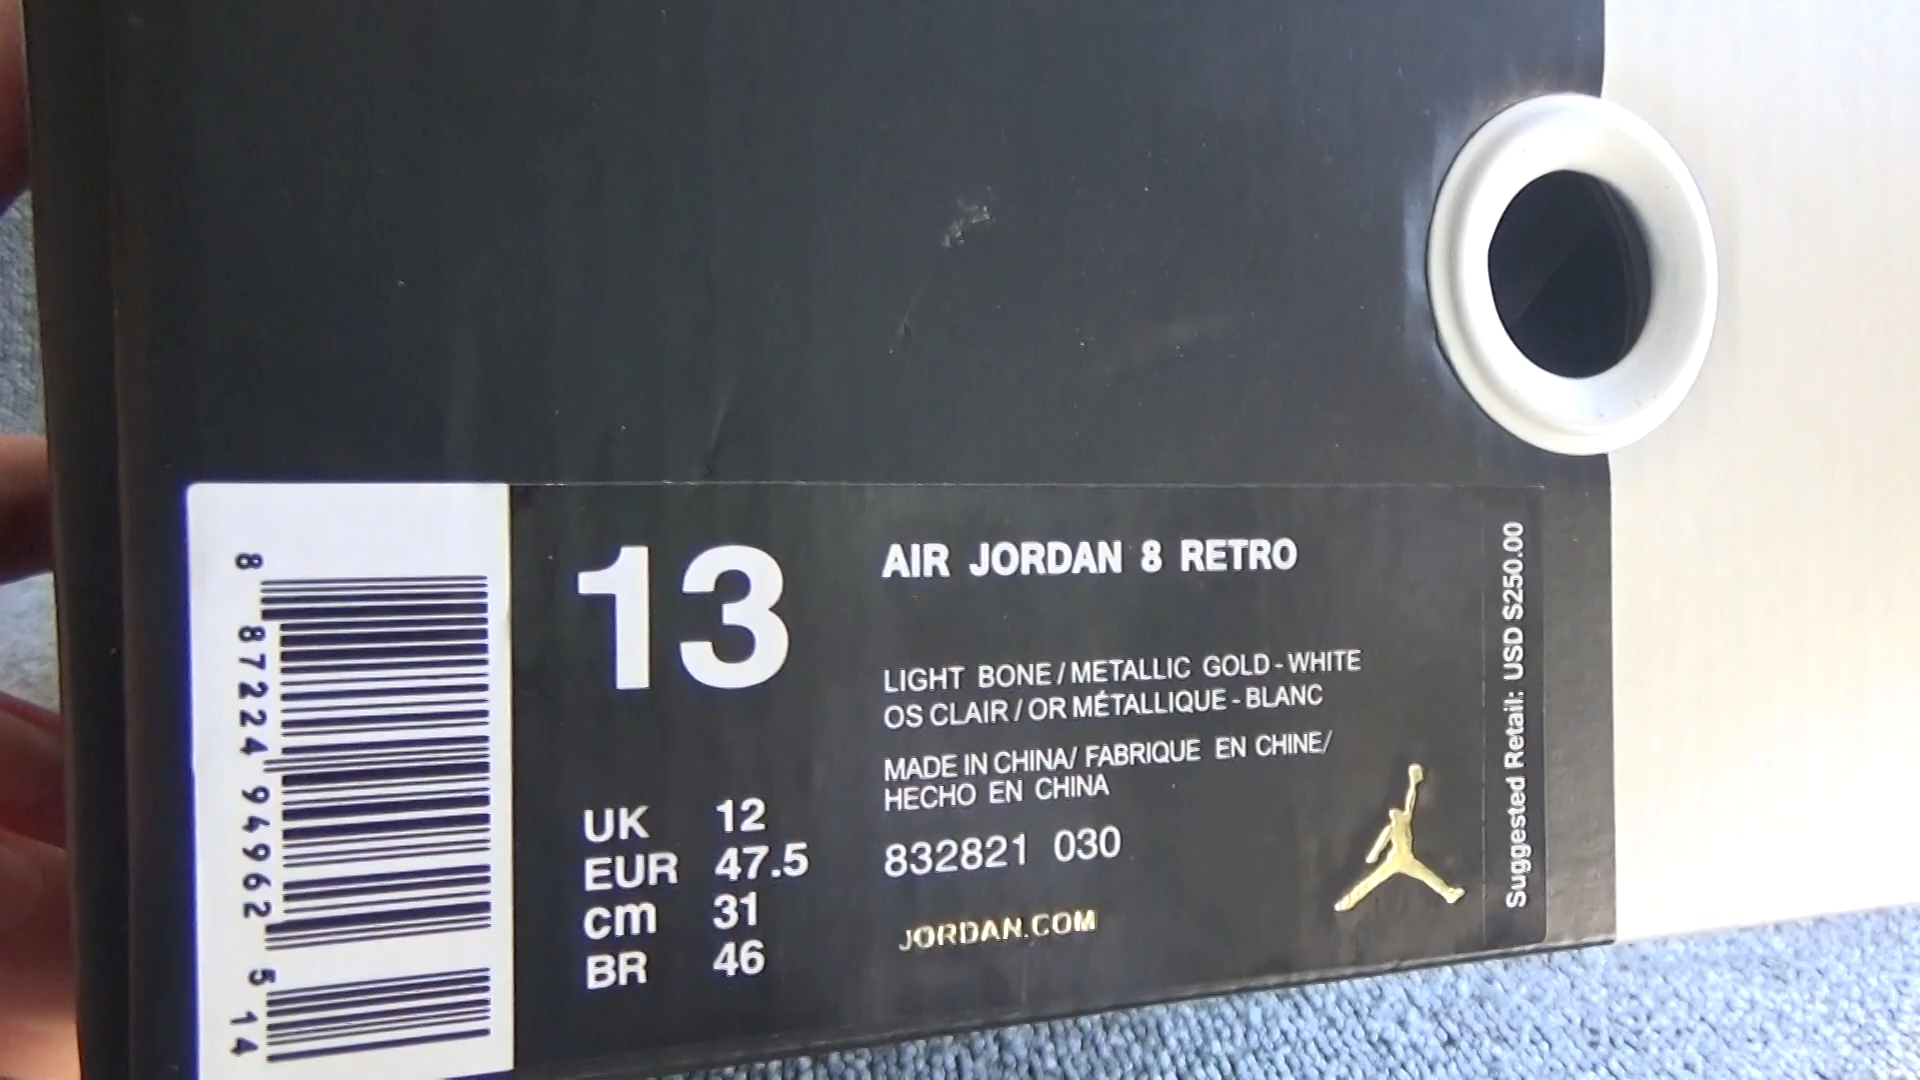 8 87224 94962 5 14
13
AIR JORDAN 8 RETRO
LIGHT BONE / METALLIC GOLD - WHITE
OS CLAIR / OR MÉTALLIQUE - BLANC
MADE IN CHINA/ FABRIQUE EN CHINE/
HECHO EN CHINA
832821 030
JORDAN.COM
UK 12
EUR 47.5
cm 31
BR 46
Suggested Retail: USD S250.00